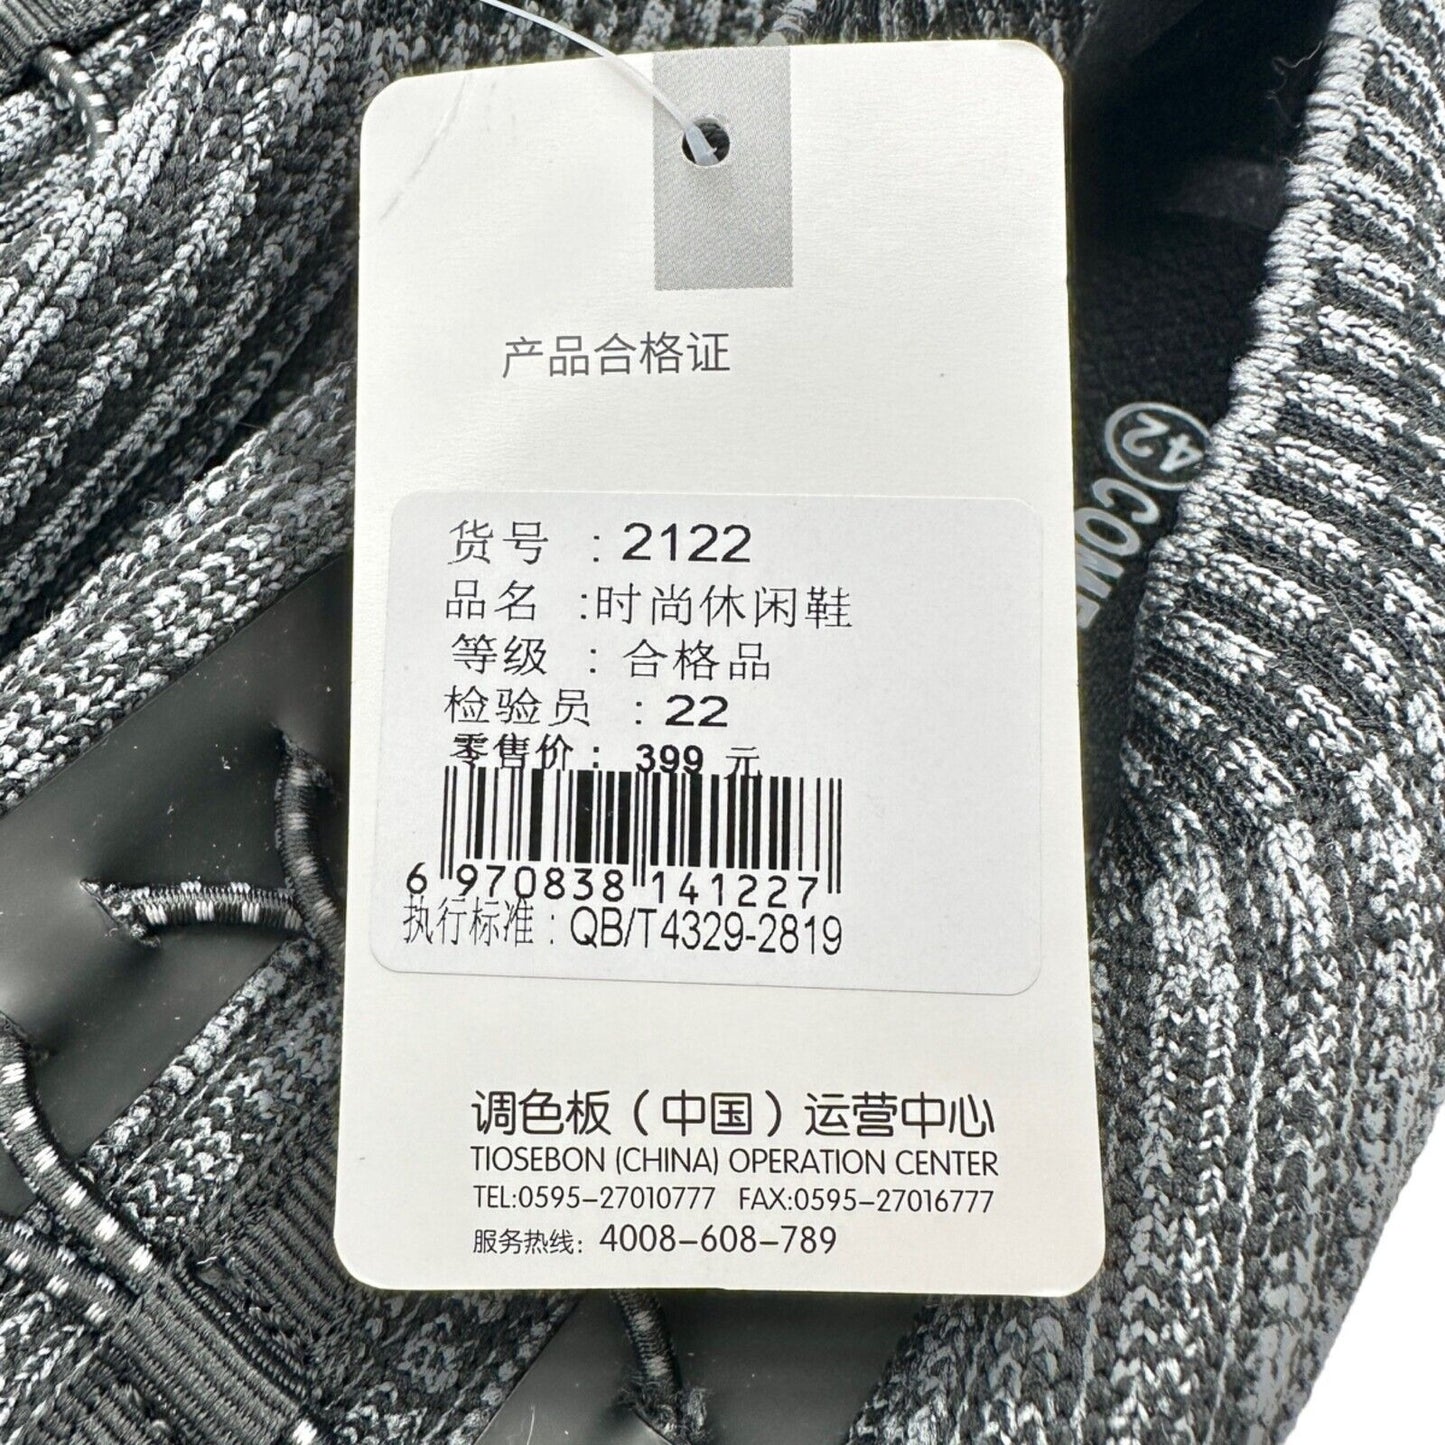 产品合格证
货号 : 2122
品名 :时尚休闲鞋
等级 : 合格品
检验员 : 22
零售价: 399 元
6 970838 141227
执行标准: QB/T4329-2819
调色板（中国）运营中心
TIOSEBON (CHINA) OPERATION CENTER
TEL:0595-27010777 FAX:0595-27016777
服务热线: 4008-608-789
42